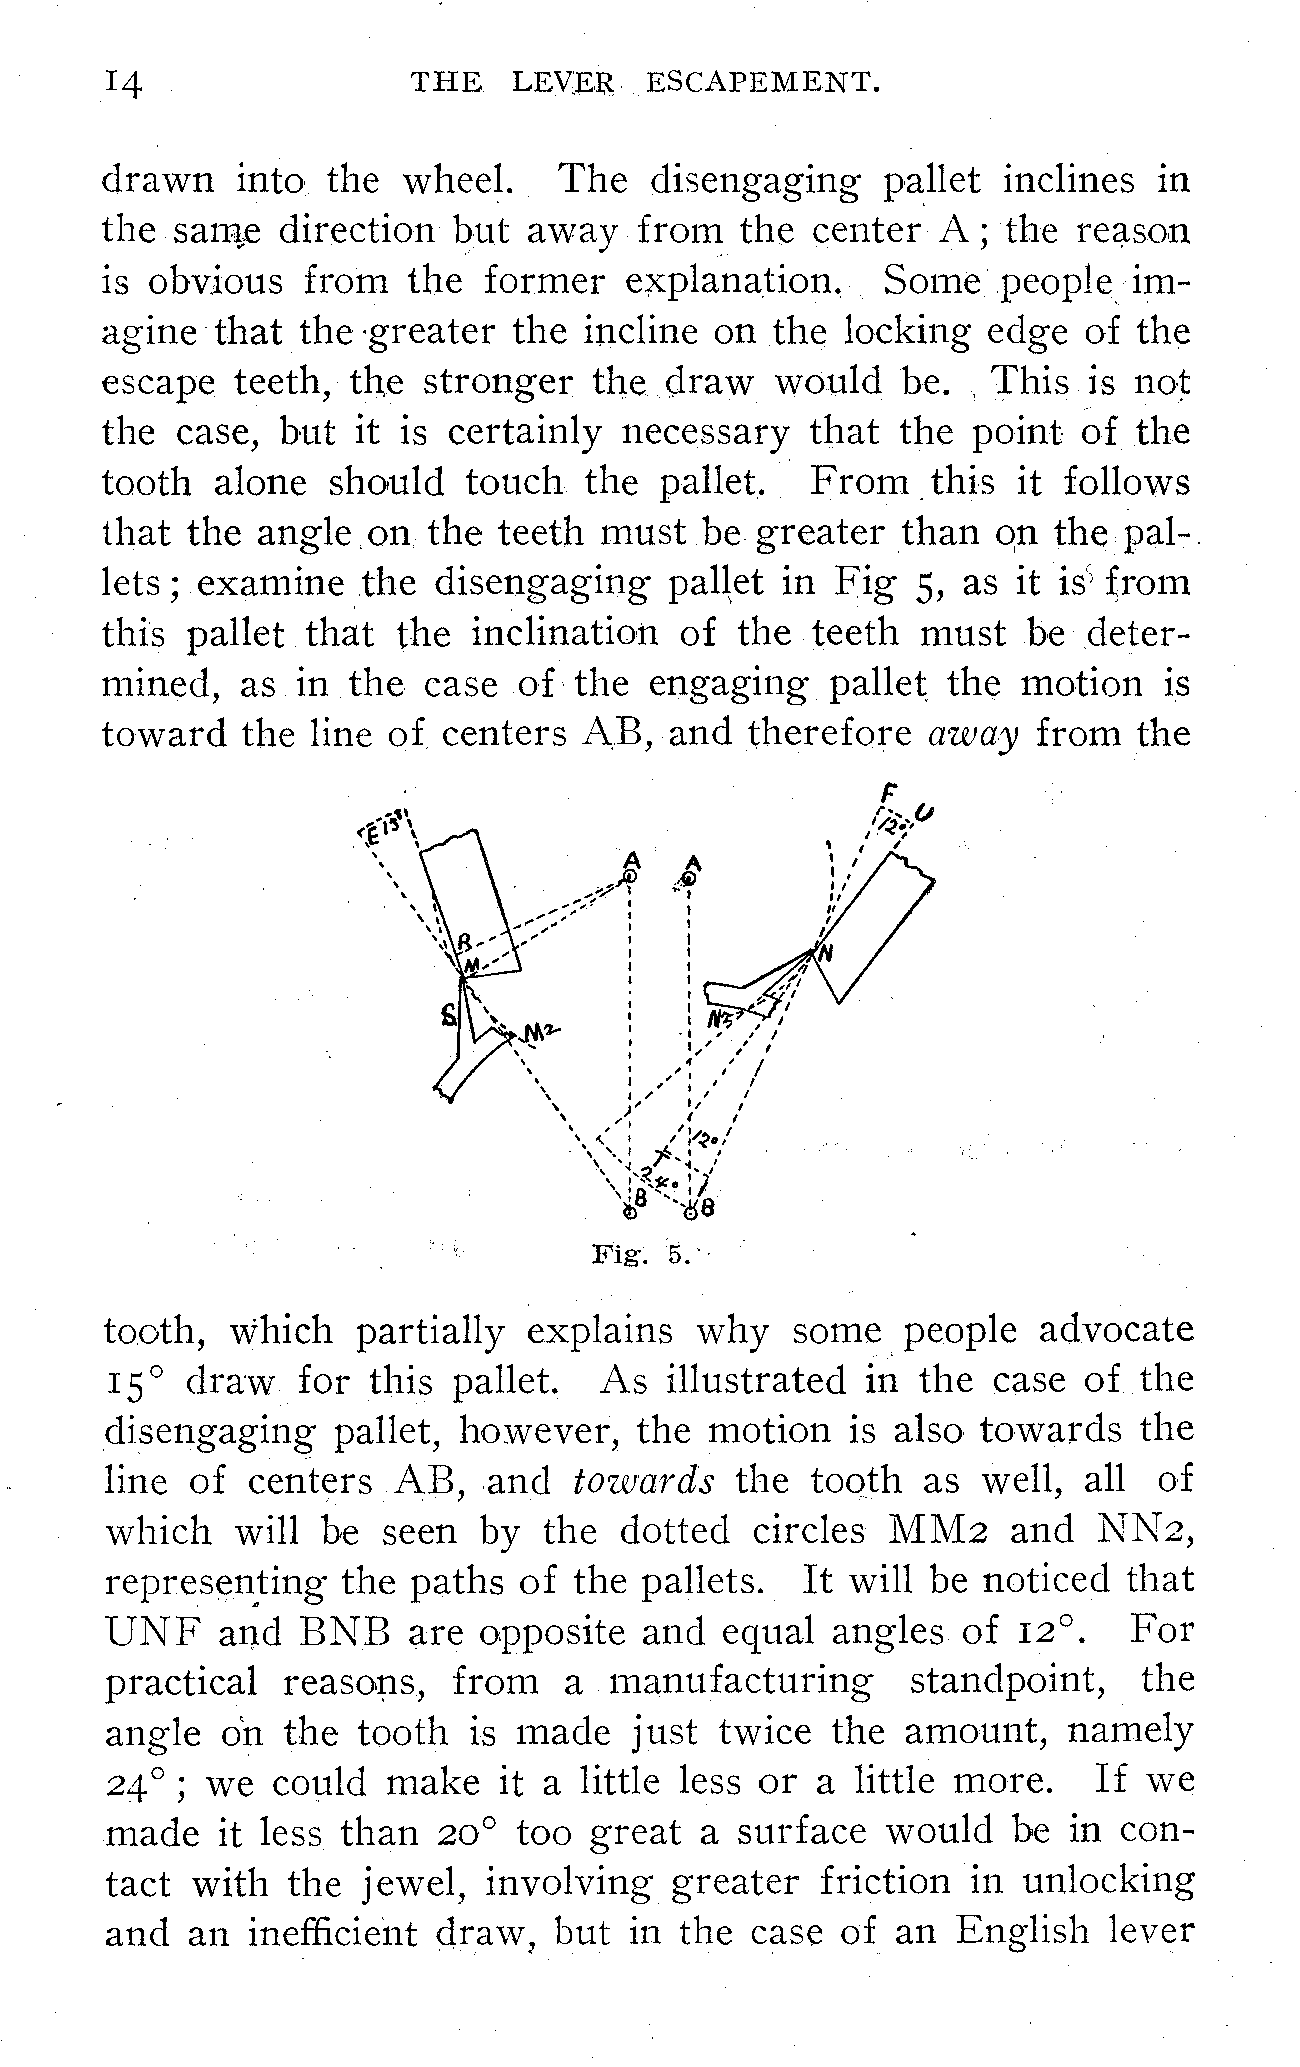 14 THE LEVER ESCAPEMENT.
drawn into the wheel. The disengaging pallet inclines in
the same direction but away from the center A; the reason
is obvious from the former explanation. Some people im-
agine that the greater the incline on the locking edge of the
escape teeth, the stronger the draw would be. This is not
the case, but it is certainly necessary that the point of the
tooth alone should touch the pallet. From this it follows
that the angle on the teeth must be greater than on the pal-
lets; examine the disengaging pallet in Fig 5, as it is from
this pallet that the inclination of the teeth must be deter-
mined, as in the case of the engaging pallet the motion is
toward the line of centers AB, and therefore away from the
F
E 15° 12° U
A A
R
M N
S M2 N3
12°
24°
B B
Fig. 5.
tooth, which partially explains why some people advocate
15° draw for this pallet. As illustrated in the case of the
disengaging pallet, however, the motion is also towards the
line of centers AB, and towards the tooth as well, all of
which will be seen by the dotted circles MM2 and NN2,
representing the paths of the pallets. It will be noticed that
UNF and BNB are opposite and equal angles of 12°. For
practical reasons, from a manufacturing standpoint, the
angle on the tooth is made just twice the amount, namely
24°; we could make it a little less or a little more. If we
made it less than 20° too great a surface would be in con-
tact with the jewel, involving greater friction in unlocking
and an inefficient draw, but in the case of an English lever